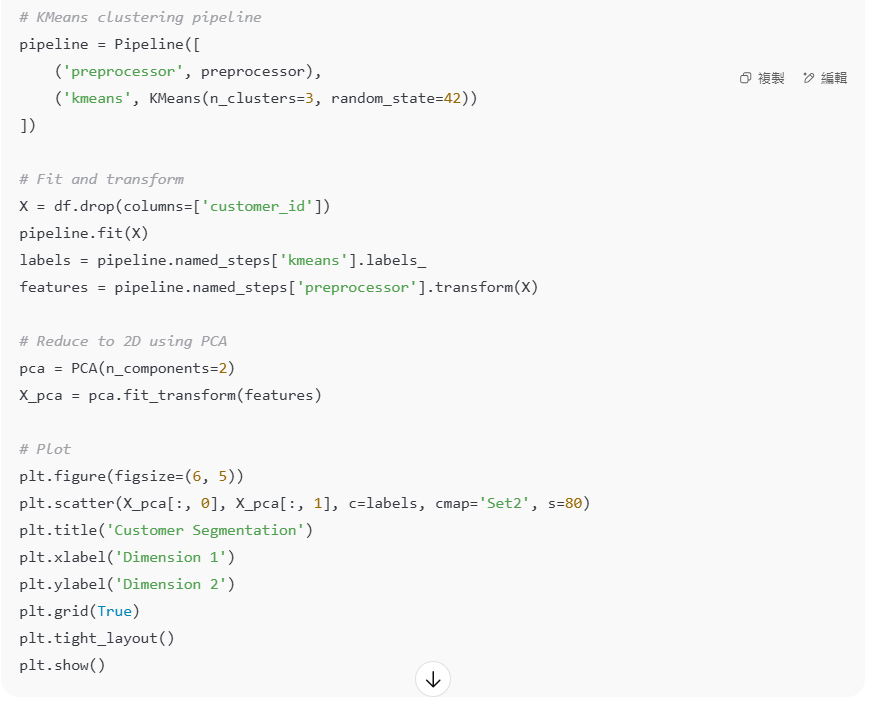 # KMeans clustering pipeline
pipeline = Pipeline([
    ('preprocessor', preprocessor),
複製 編輯
    ('kmeans', KMeans(n_clusters=3, random_state=42))
])
# Fit and transform
X = df.drop(columns=['customer_id'])
pipeline.fit(X)
labels = pipeline.named_steps['kmeans'].labels_
features = pipeline.named_steps['preprocessor'].transform(X)
# Reduce to 2D using PCA
pca = PCA(n_components=2)
X_pca = pca.fit_transform(features)
# Plot
plt.figure(figsize=(6, 5))
plt.scatter(X_pca[:, 0], X_pca[:, 1], c=labels, cmap='Set2', s=80)
plt.title('Customer Segmentation')
plt.xlabel('Dimension 1')
plt.ylabel('Dimension 2')
plt.grid(True)
plt.tight_layout()
plt.show()